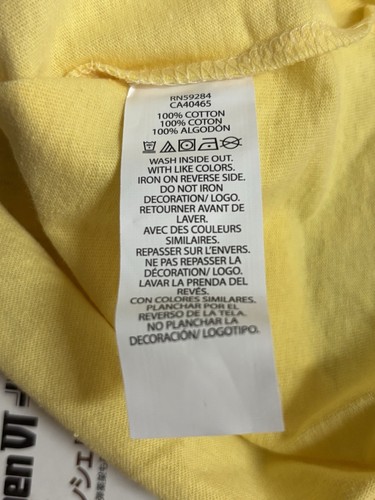 RN59284
CA40465
100% COTTON
100% COTON
100% ALGODÓN
WASH INSIDE OUT.
WITH LIKE COLORS.
IRON ON REVERSE SIDE.
DO NOT IRON
DECORATION/ LOGO.
RETOURNER AVANT DE
LAVER.
AVEC DES COULEURS
SIMILAIRES.
REPASSER SUR L'ENVERS.
NE PAS REPASSER LA
DÉCORATION/ LOGO.
LAVAR LA PRENDA DEL
REVÉS.
CON COLORES SIMILARES.
PLANCHAR POR EL
REVERSO DE LA TELA.
NO PLANCHAR LA
DECORACIÓN/ LOGOTIPO.